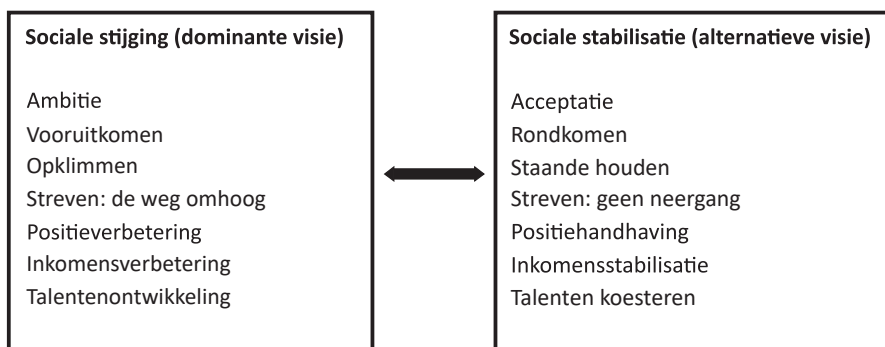 Sociale stijging (dominante visie)
Ambitie
Vooruitkomen
Opklimmen
Streven: de weg omhoog
Positieverbetering
Inkomensverbetering
Talentenontwikkeling
Sociale stabilisatie (alternatieve visie)
Acceptatie
Rondkomen
Staande houden
Streven: geen neergang
Positiehandhaving
Inkomensstabilisatie
Talenten koesteren